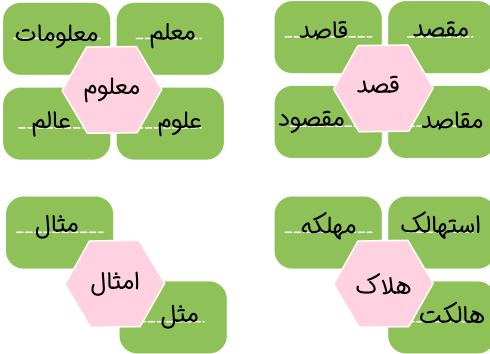 مقصد
قاصد
قصد
مقاصد
مقصود
معلم
معلومات
معلوم
علوم
عالم
استهالک
مهلکه
هلاک
هالکت
مثال
امثال
مثل